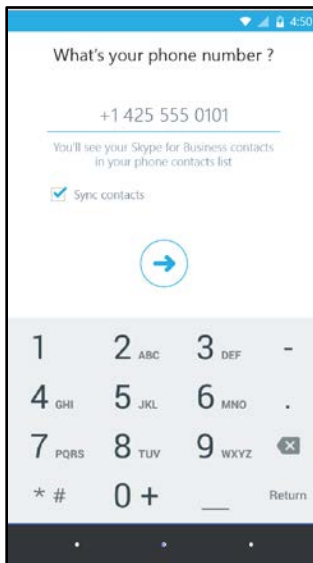 4:50
What's your phone number ?
+1 425 555 0101
You'll see your Skype for Business contacts
in your phone contacts list
Sync contacts
1 2 ABC 3 DEF -
4 GHI 5 JKL 6 MNO .
7 PQRS 8 TUV 9 WXYZ
* # 0 + _ Return